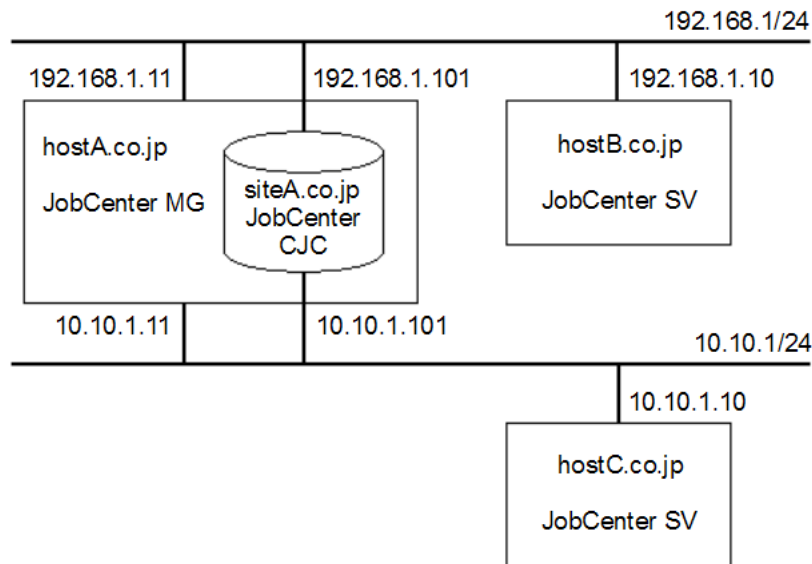 192.168.1/24
192.168.1.11
192.168.1.101
192.168.1.10
hostA.co.jp
JobCenter MG
siteA.co.jp
JobCenter
CJC
hostB.co.jp
JobCenter SV
10.10.1.11
10.10.1.101
10.10.1/24
10.10.1.10
hostC.co.jp
JobCenter SV